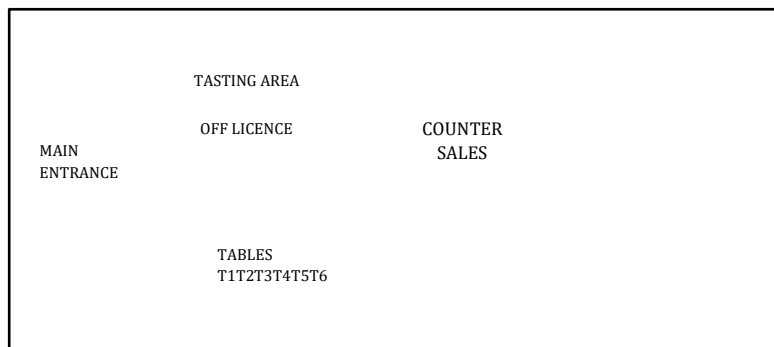 TASTING AREA
OFF LICENCE
COUNTER
SALES
MAIN
ENTRANCE
TABLES
T1T2T3T4T5T6